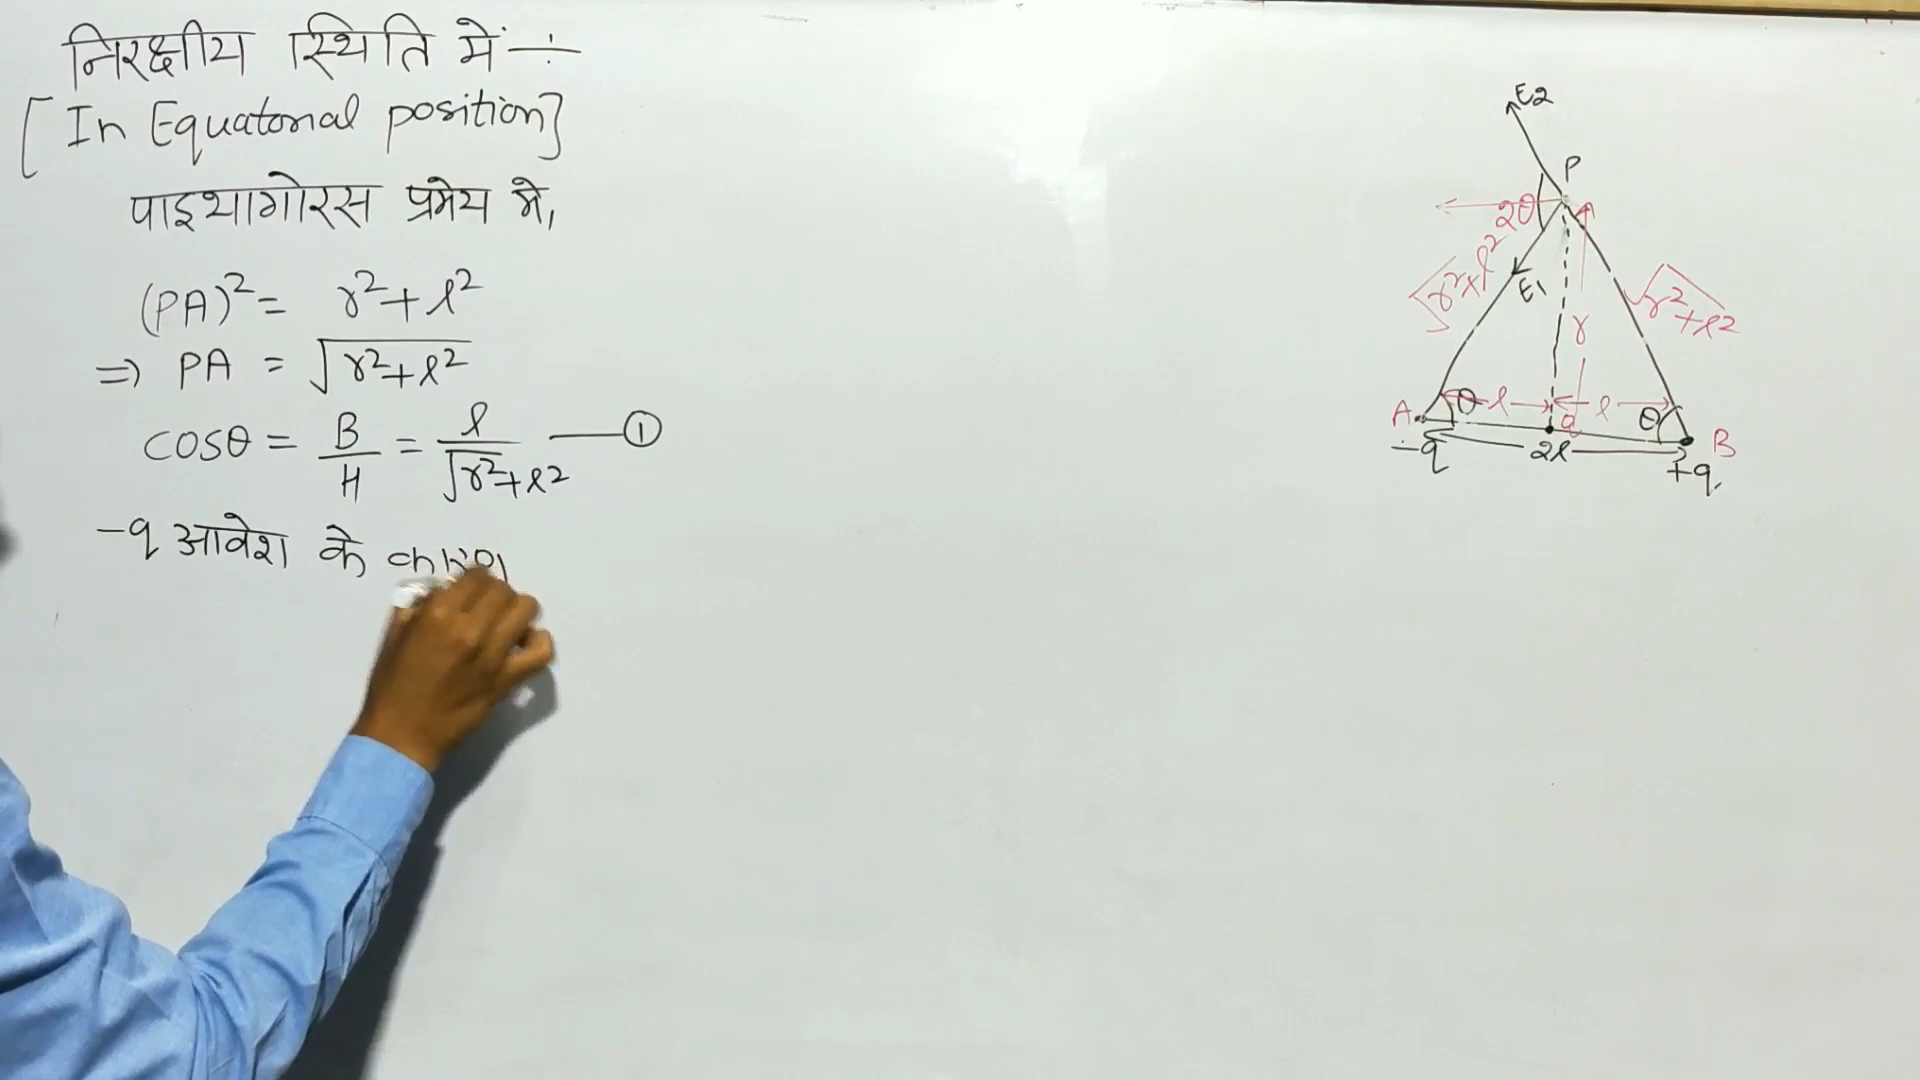 निरक्षीय स्थिति में ÷
[In Equatorial position]
पाइथागोरस प्रमेय से,
(PA)² = r² + l²
⇒ PA = √r²+l²
cosθ = B/H = l/√r²+l² —①
-q आवेश के कारण
E2
P
2θ
√r²+l²
E1
r
√r²+l²
A
θ
l
l
θ
B
-q
2l
+q